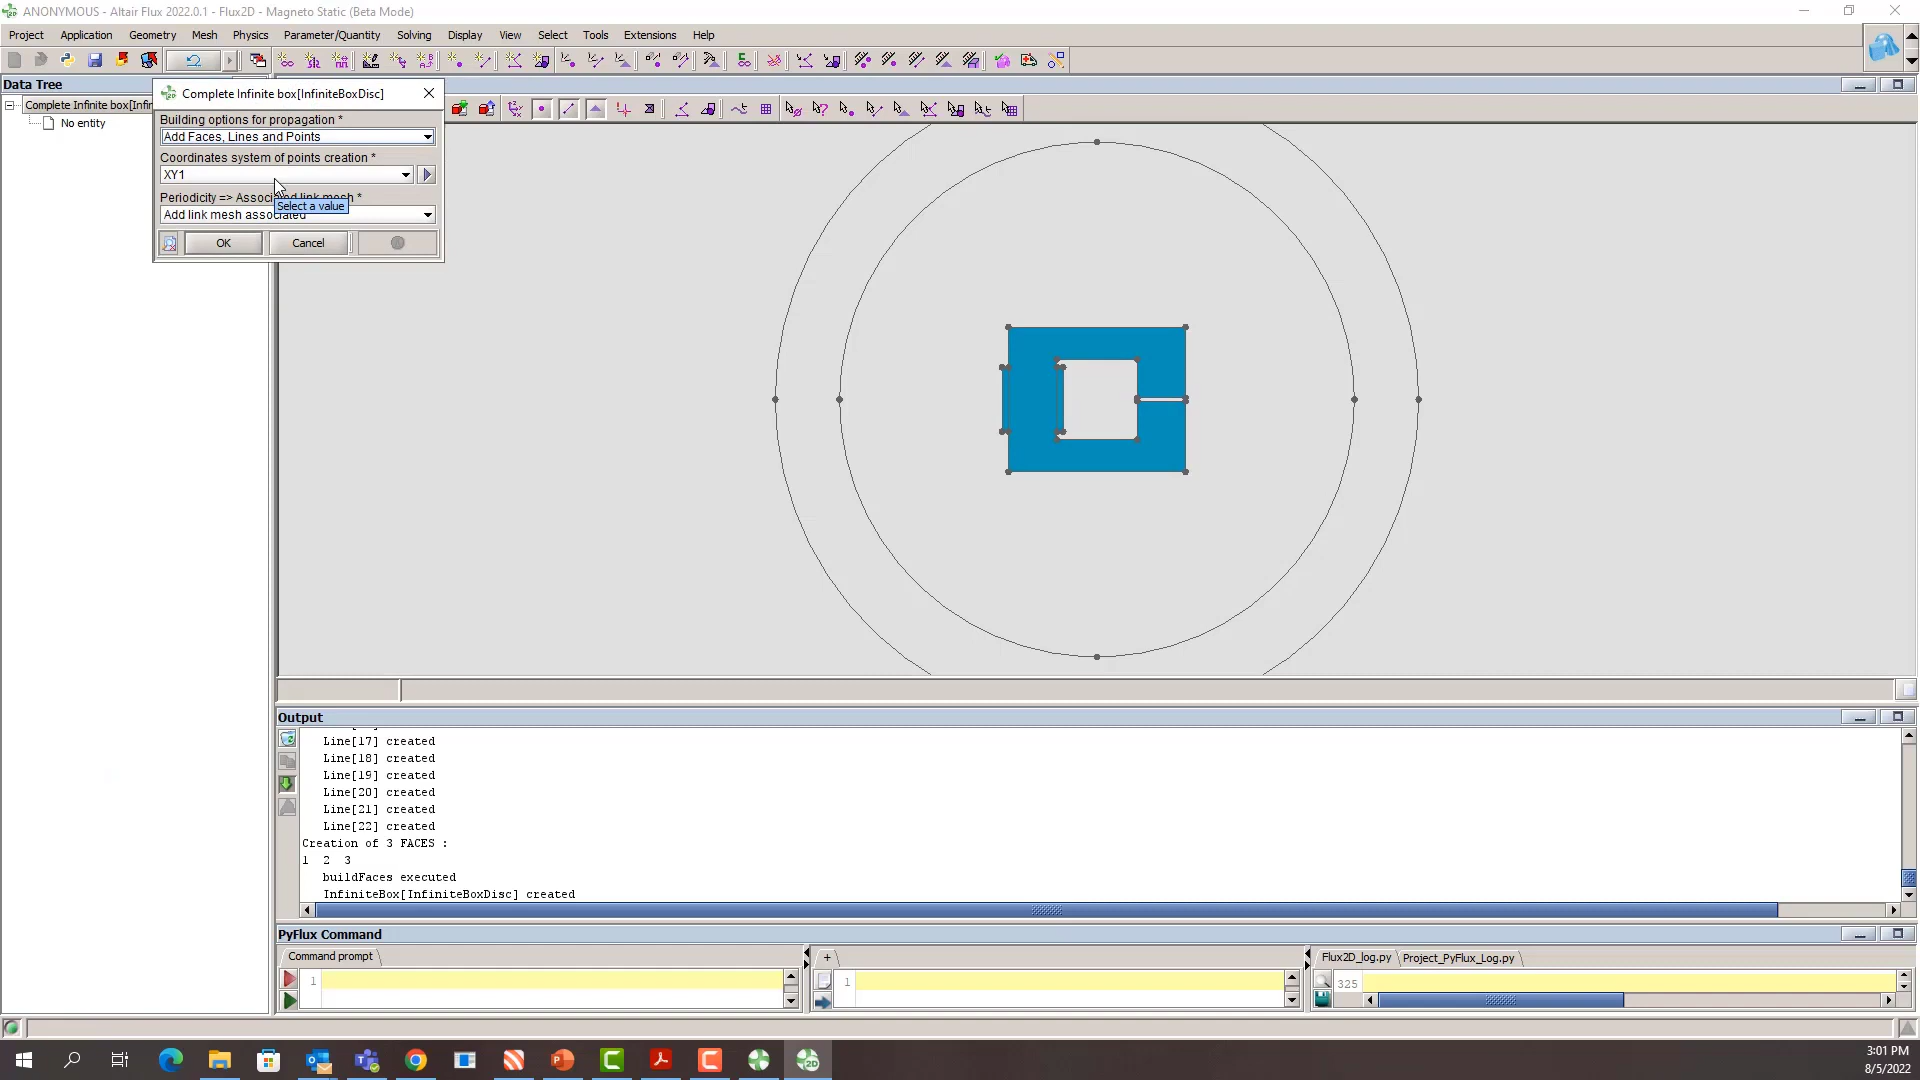 ANONYMOUS - Altair Flux 2022.0.1 - Flux2D - Magneto Static (Beta Mode)
Project Application Geometry Mesh Physics Parameter/Quantity Solving Display View Select Tools Extensions Help
Data Tree
Complete Infinite box[Infin
No entity
Complete Infinite box[InfiniteBoxDisc]
Building options for propagation *
Add Faces, Lines and Points
Coordinates system of points creation *
XY1
Periodicity => Associated link mesh *
Select a value
Add link mesh associated
OK Cancel
Output
Line[17] created
Line[18] created
Line[19] created
Line[20] created
Line[21] created
Line[22] created
Creation of 3 FACES :
1 2 3
buildFaces executed
InfiniteBox[InfiniteBoxDisc] created
PyFlux Command
Command prompt
+
Flux2D_log.py Project_PyFlux_Log.py
1
1
325
3:01 PM
8/5/2022